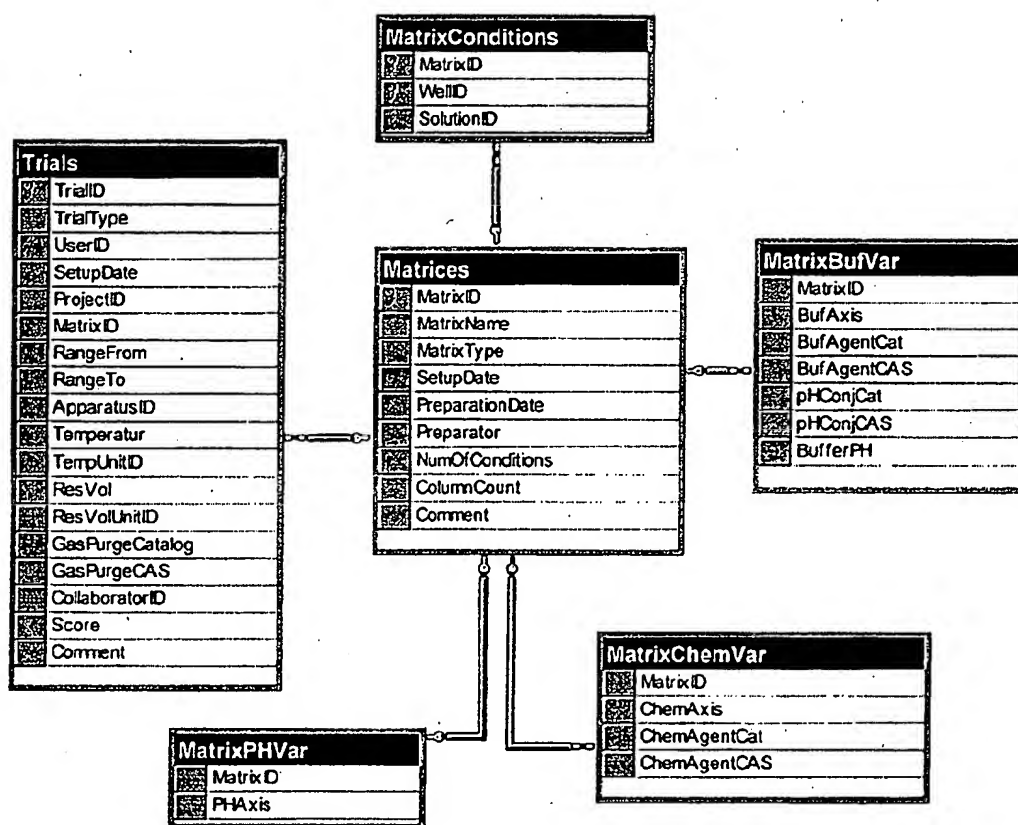 MatrixConditions
MatrixID
WellID
SolutionID
Trials
TrialID
TrialType
UserID
SetupDate
ProjectID
MatrixID
RangeFrom
RangeTo
ApparatusID
Temperatur
TempUnitID
ResVol
ResVolUnitID
GasPurgeCatalog
GasPurgeCAS
CollaboratorID
Score
Comment
Matrices
MatrixID
MatrixName
MatrixType
SetupDate
PreparationDate
Preparator
NumOfConditions
ColumnCount
Comment
MatrixBufVar
MatrixID
BufAxis
BufAgentCat
BufAgentCAS
pHConjCat
pHConjCAS
BufferPH
MatrixChemVar
MatrixID
ChemAxis
ChemAgentCat
ChemAgentCAS
MatrixPHVar
MatrixID
PHAxis